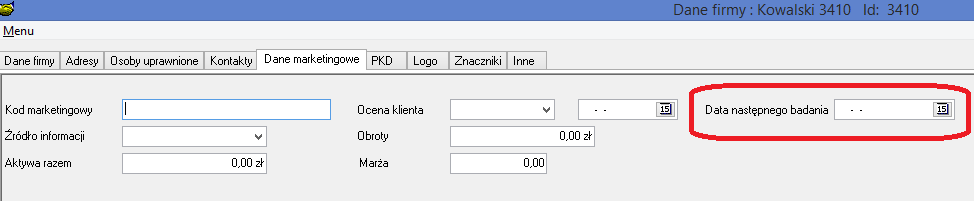 Dane firmy : Kowalski 3410 Id: 3410
Menu
Dane firmy Adresy Osoby uprawnione Kontakty Dane marketingowe PKD Logo Znaczniki Inne
Kod marketingowy Ocena klienta - - 15 Data następnego badania - - 15
Źródło informacji Obroty 0,00 zł
Aktywa razem 0,00 zł Marża 0,00